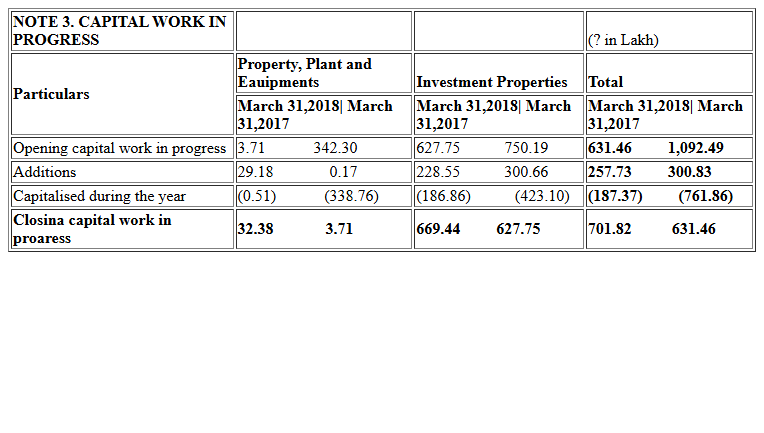 NOTE 3. CAPITAL WORK IN
PROGRESS
(? in Lakh)
Particulars
Property, Plant and
Eauipments
Investment Properties
Total
March 31,2018| March
31,2017
March 31,2018| March
31,2017
March 31,2018| March
31,2017
Opening capital work in progress 3.71 342.30 627.75 750.19 631.46 1,092.49
Additions 29.18 0.17 228.55 300.66 257.73 300.83
Capitalised during the year (0.51) (338.76) (186.86) (423.10) (187.37) (761.86)
Closina capital work in
proaress
32.38 3.71 669.44 627.75 701.82 631.46